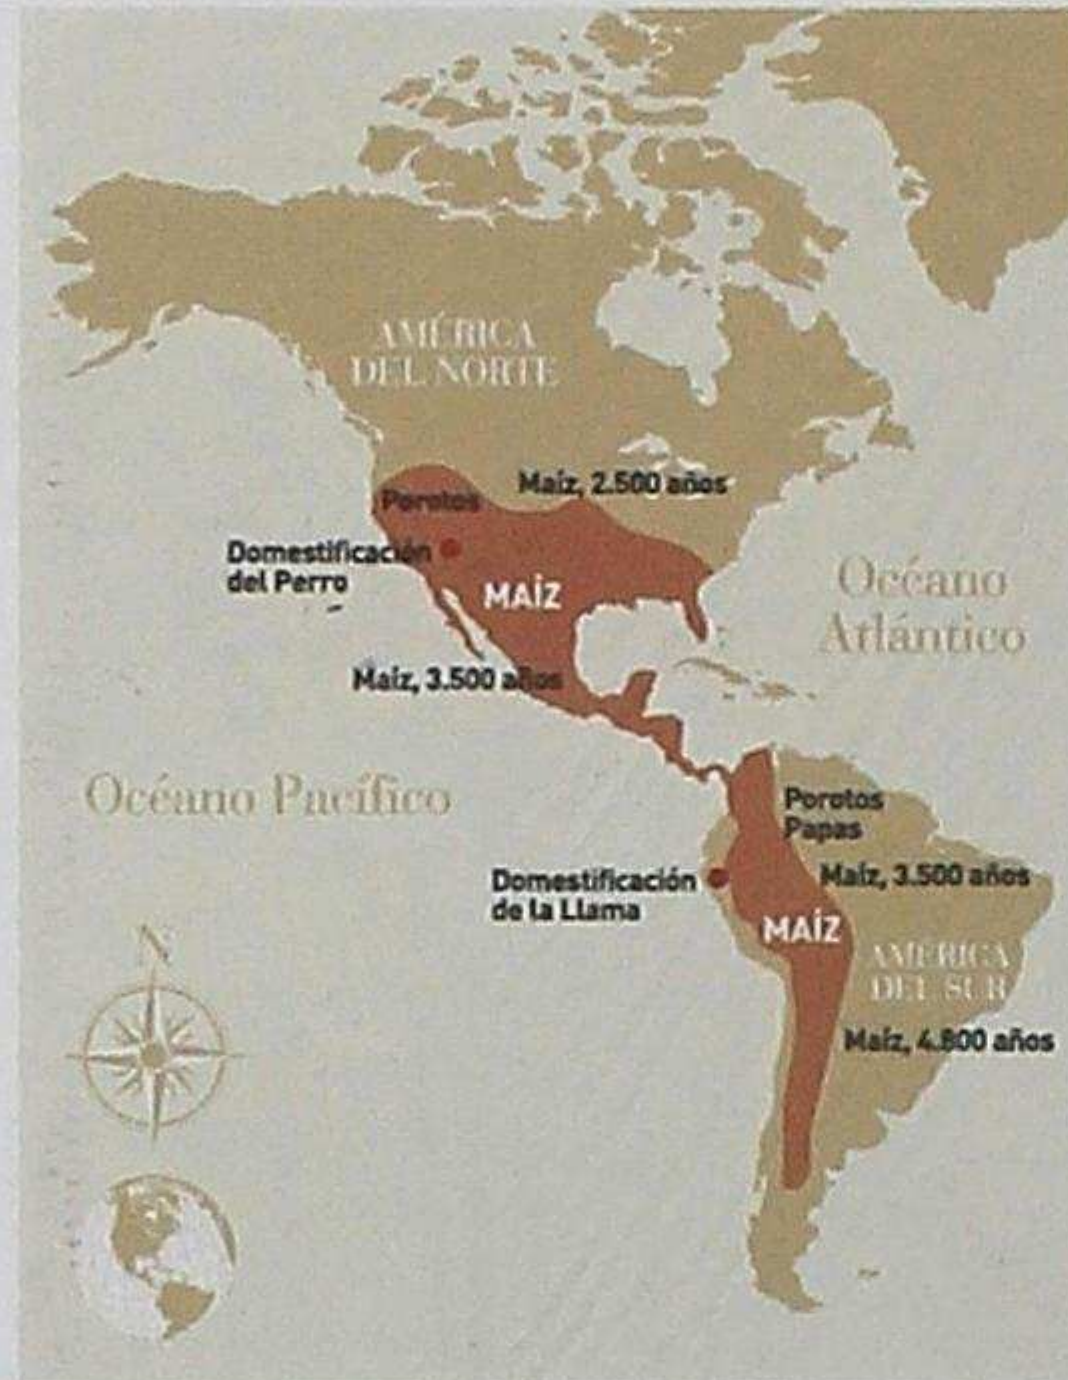 AMÉRICA
DEL NORTE
Maíz, 2.500 años
Porotos
Domestificación
del Perro
MAÍZ
Océano
Atlántico
Maíz, 3.500 años
Océano Pacífico
Porotos
Papas
Domestificación
de la Llama
Maíz, 3.500 años
MAÍZ
AMÉRICA
DEL SUR
N
Maíz, 4.800 años